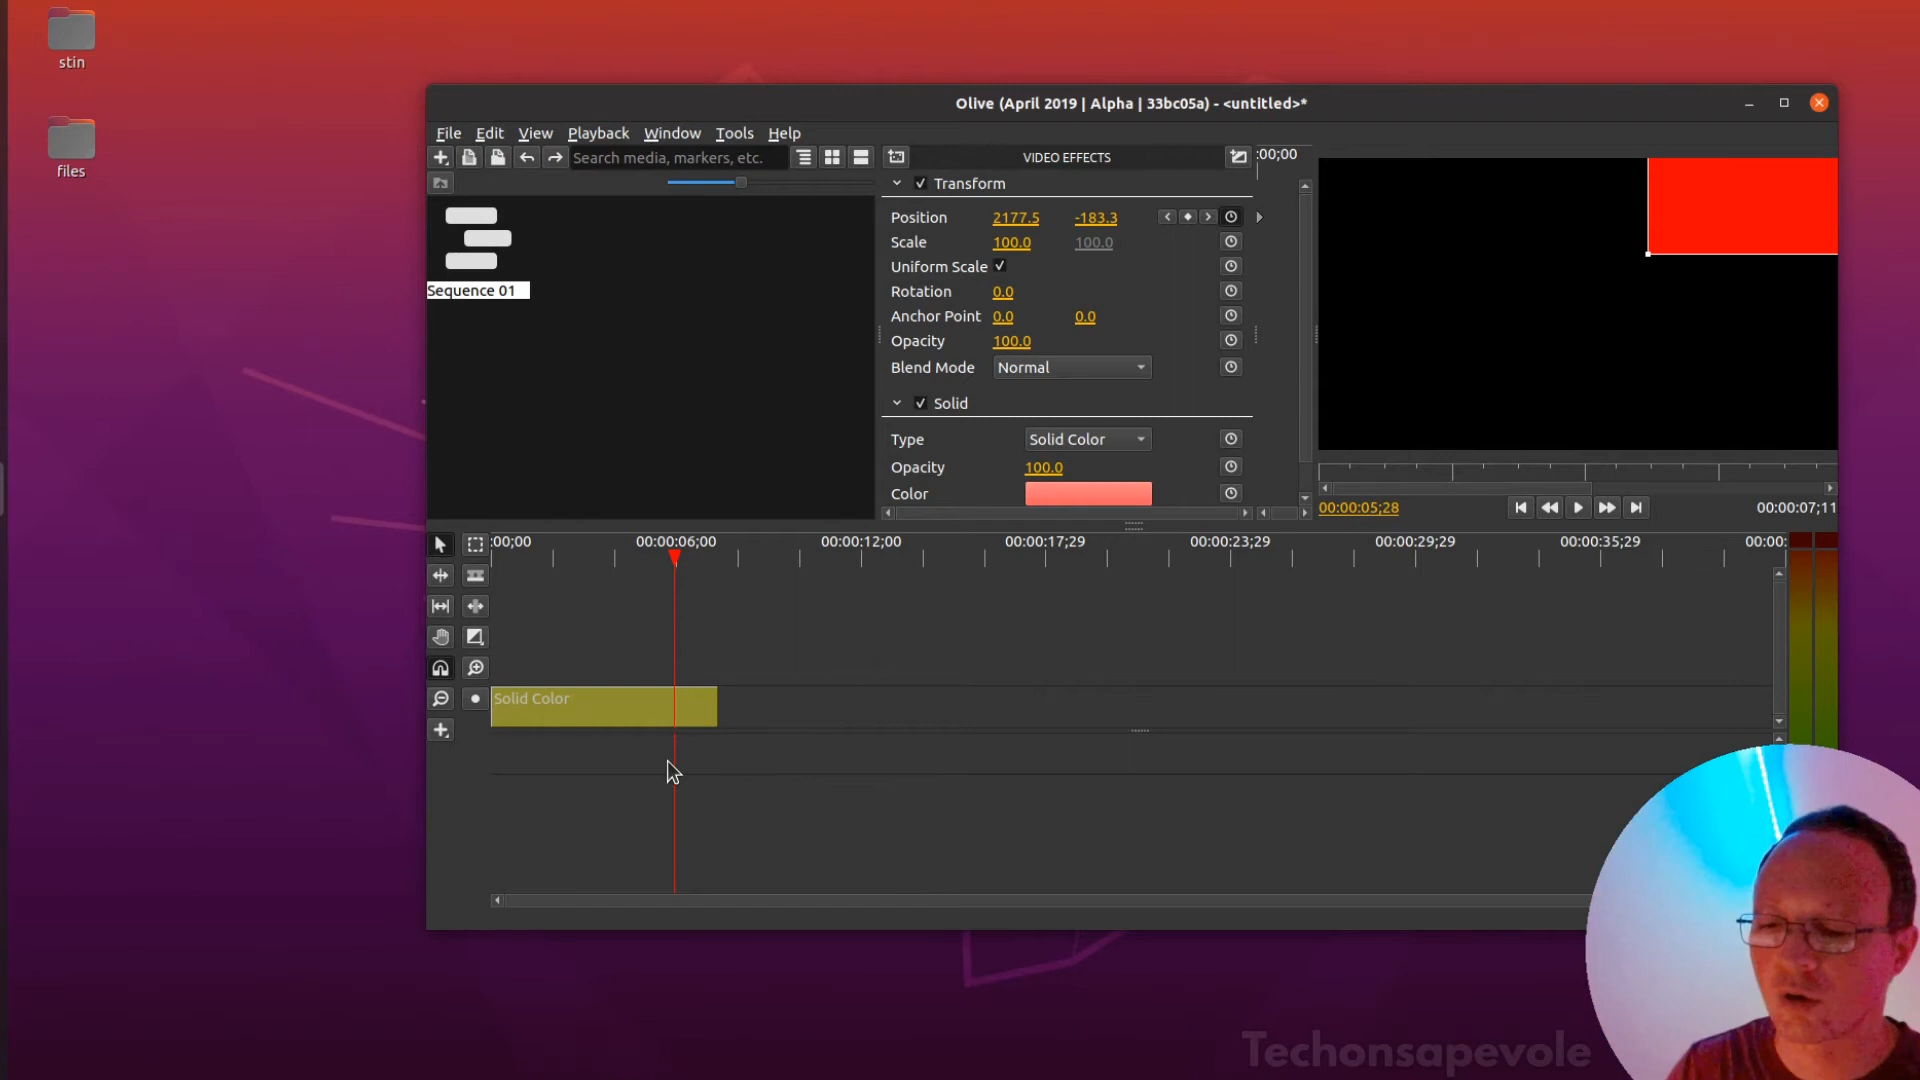 stin
files
Olive (April 2019 | Alpha | 33bc05a) - <untitled>*
File Edit View Playback Window Tools Help
Search media, markers, etc.
Sequence 01
VIDEO EFFECTS
:00;00
Transform
Position 2177.5 -183.3
Scale 100.0 100.0
Uniform Scale
Rotation 0.0
Anchor Point 0.0 0.0
Opacity 100.0
Blend Mode Normal
Solid
Type Solid Color
Opacity 100.0
Color
00:00:05;28
00:00:07;11
:00;00 00:00:06;00 00:00:12;00 00:00:17;29 00:00:23;29 00:00:29;29 00:00:35;29 00:00:
Solid Color
Techonsapevole